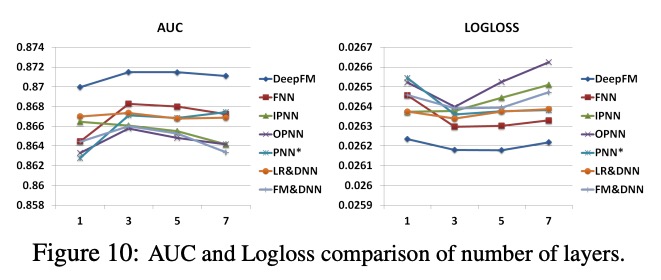 AUC
0.874
0.872
0.87
0.868
0.866
0.864
0.862
0.86
0.858
1 3 5 7
DeepFM
FNN
IPNN
OPNN
PNN*
LR&DNN
FM&DNN
LOGLOSS
0.0267
0.0266
0.0265
0.0264
0.0263
0.0262
0.0261
0.026
0.0259
1 3 5 7
DeepFM
FNN
IPNN
OPNN
PNN*
LR&DNN
FM&DNN
Figure 10: AUC and Logloss comparison of number of layers.